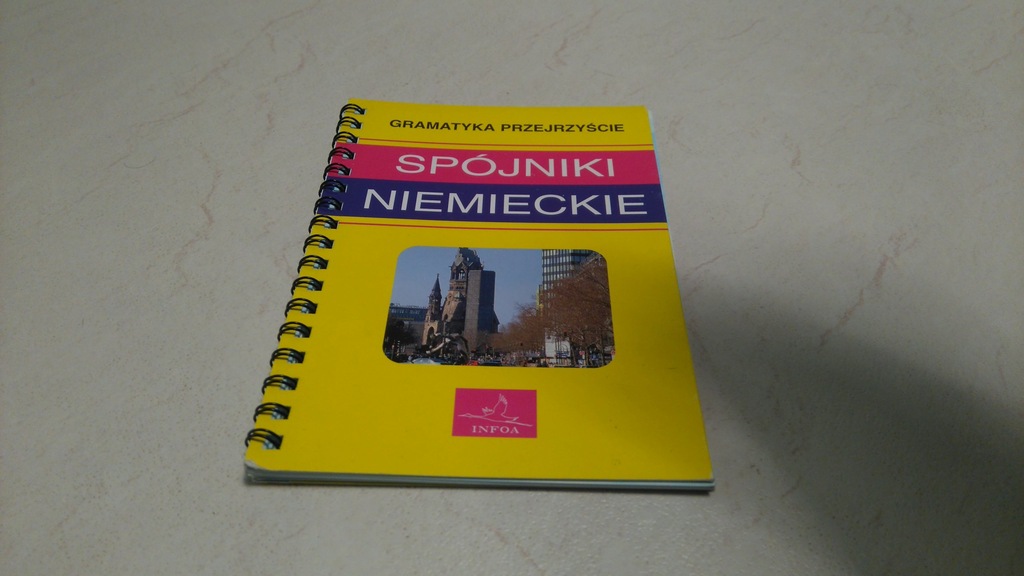 GRAMATYKA PRZEJRZYŚCIE
SPÓJNIKI
NIEMIECKIE
INFOA